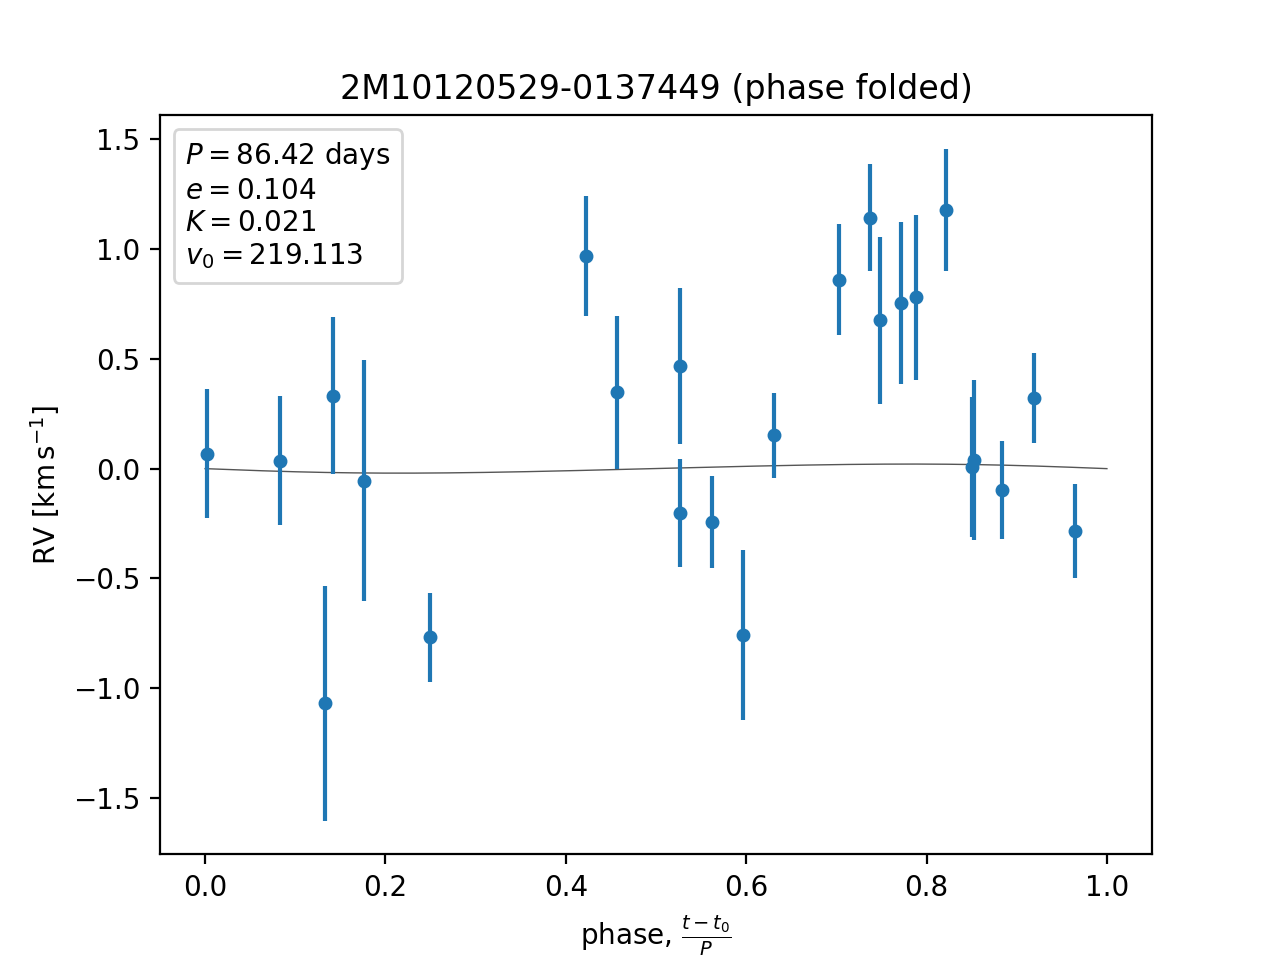 2M10120529-0137449 (phase folded)
P = 86.42 days
e = 0.104
K = 0.021
v₀ = 219.113
1.5
1.0
0.5
0.0
−0.5
−1.0
−1.5
RV [km s⁻¹]
0.0 0.2 0.4 0.6 0.8 1.0
phase, (t − t₀)/P